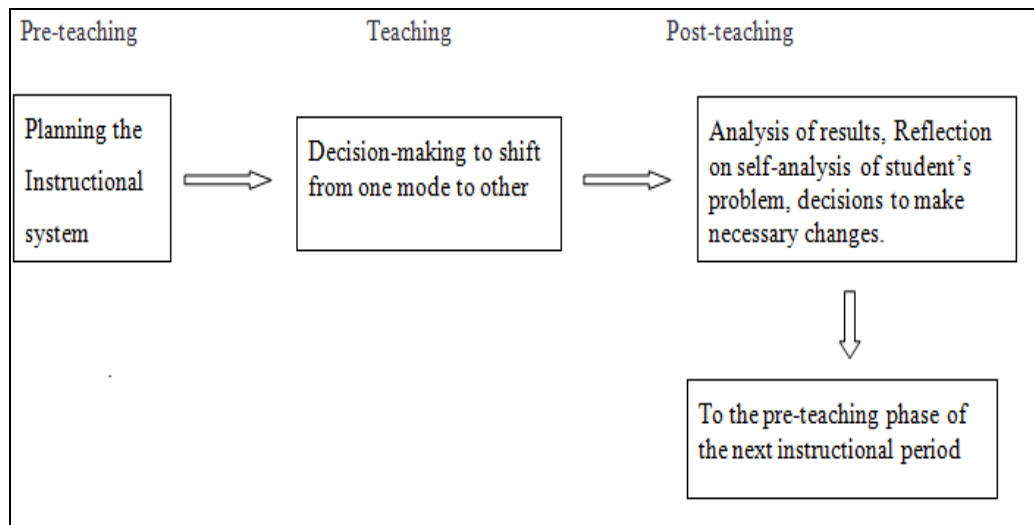 Pre-teaching
Teaching
Post-teaching
Planning the
Instructional
system
Decision-making to shift
from one mode to other
Analysis of results, Reflection
on self-analysis of student’s
problem, decisions to make
necessary changes.
To the pre-teaching phase of
the next instructional period